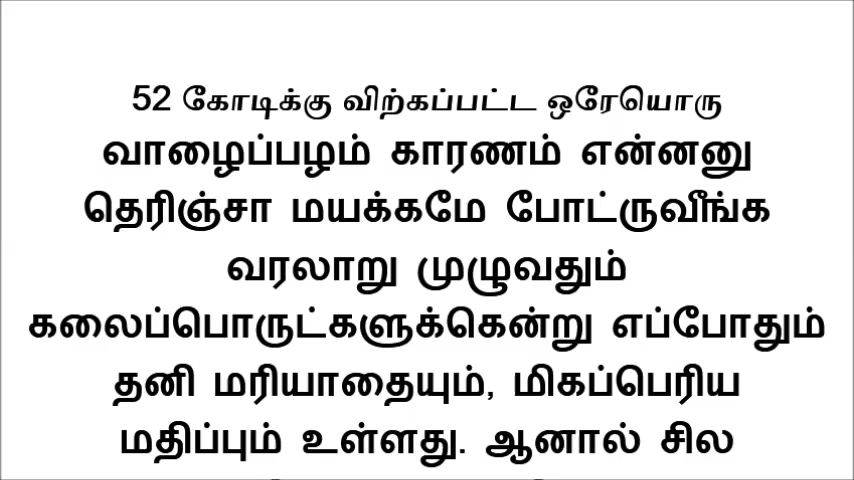 52 கோடிக்கு விற்கப்பட்ட ஒரேயொரு
வாழைப்பழம் காரணம் என்னனு
தெரிஞ்சா மயக்கமே போட்ருவீங்க
வரலாறு முழுவதும்
கலைப்பொருட்களுக்கென்று எப்போதும்
தனி மரியாதையும், மிகப்பெரிய
மதிப்பும் உள்ளது. ஆனால் சில